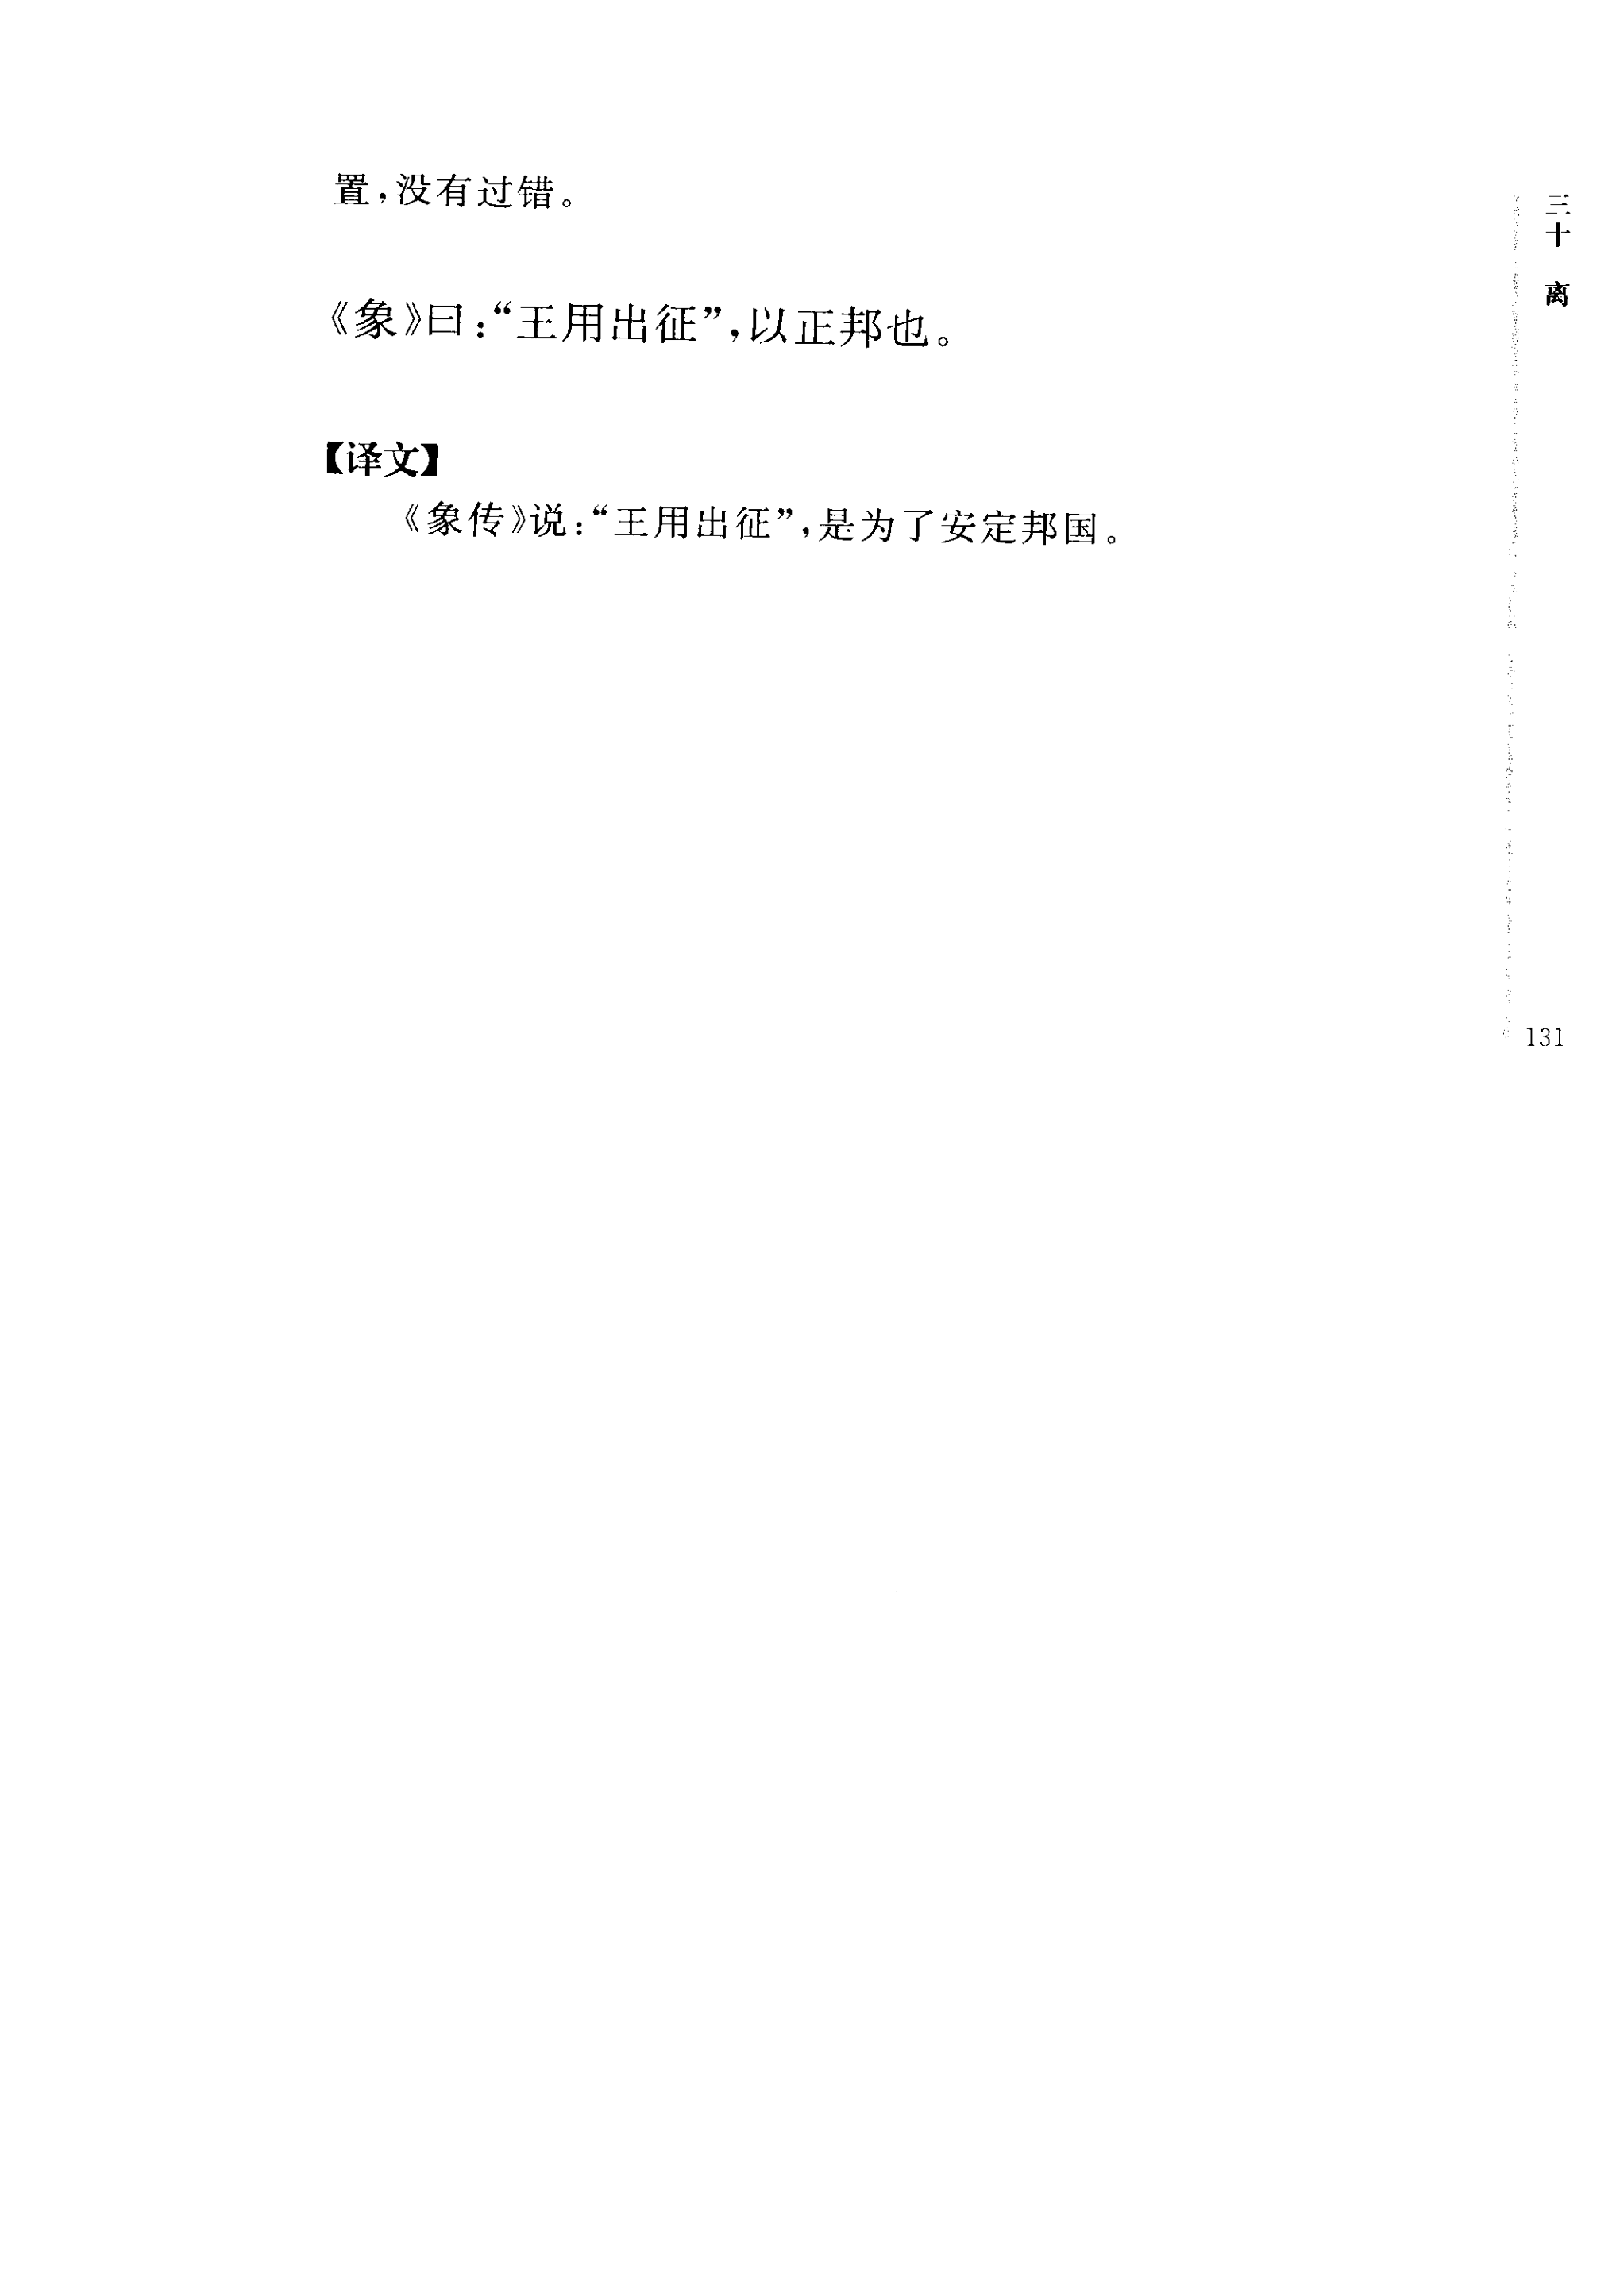 置，没有过错。
《象》曰：“王用出征”，以正邦也。
【译文】
《象传》说：“王用出征”，是为了安定邦国。
三十 离
131